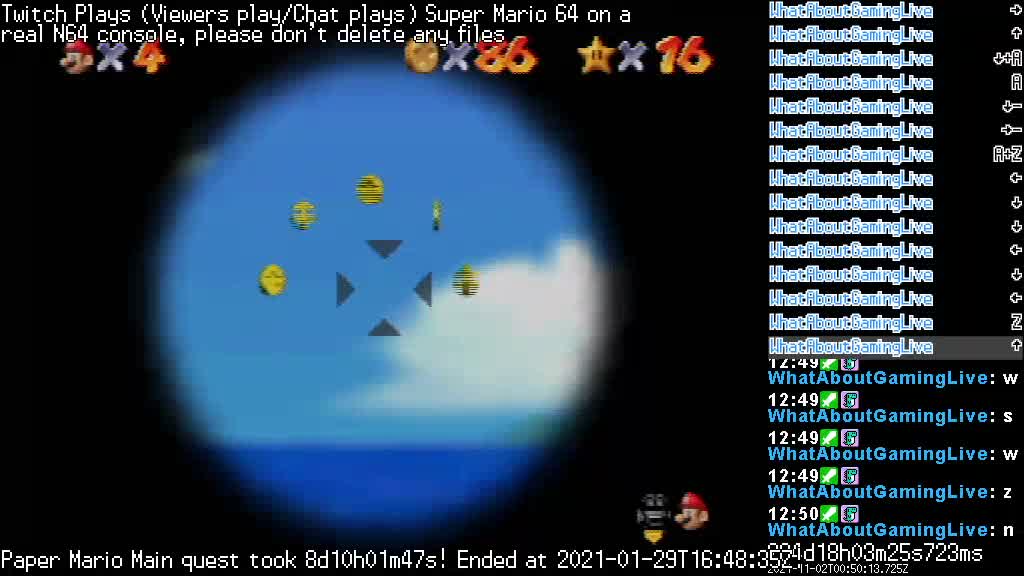 Twitch Plays (Viewers play/Chat plays) Super Mario 64 on a
real N64 console, please don't delete any files
×4 ×86 ×16
WhatAboutGamingLive →
WhatAboutGamingLive ↑
WhatAboutGamingLive ↓+A
WhatAboutGamingLive A
WhatAboutGamingLive ↓-
WhatAboutGamingLive →-
WhatAboutGamingLive A+Z
WhatAboutGamingLive ←
WhatAboutGamingLive ↓
WhatAboutGamingLive ↓
WhatAboutGamingLive ←
WhatAboutGamingLive ↓
WhatAboutGamingLive ←
WhatAboutGamingLive Z
WhatAboutGamingLive ↑
12:49
WhatAboutGamingLive: w
12:49
WhatAboutGamingLive: s
12:49
WhatAboutGamingLive: w
12:49
WhatAboutGamingLive: z
12:50
WhatAboutGamingLive: n
Paper Mario Main quest took 8d10h01m47s! Ended at 2021-01-29T16:48:35
d18h03m25s723ms
2021-11-02T00:50:13.725Z